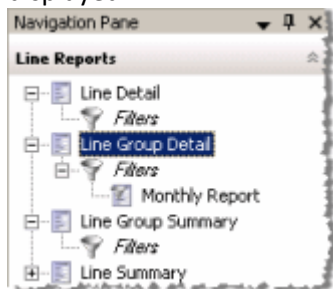 Navigation Pane
Line Reports
Line Detail
Filters
Line Group Detail
Filters
Monthly Report
Line Group Summary
Filters
Line Summary